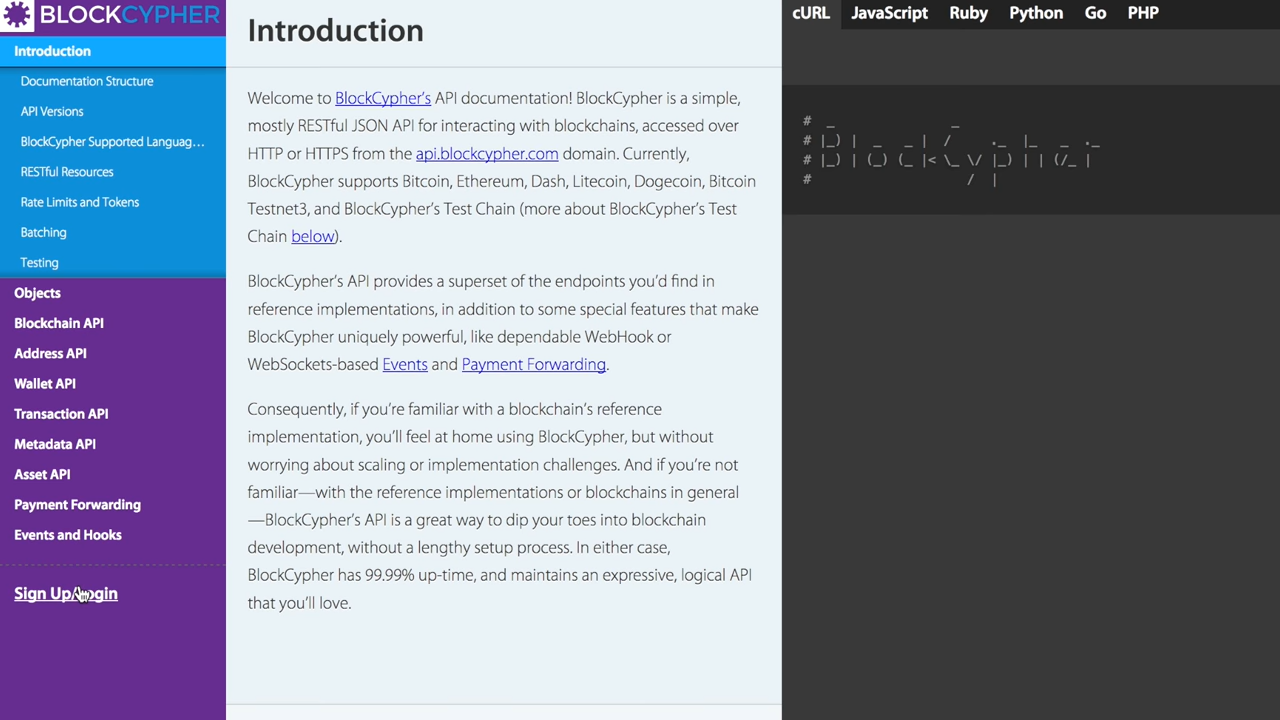 BLOCKCYPHER
Introduction
Documentation Structure
API Versions
BlockCypher Supported Languag...
RESTful Resources
Rate Limits and Tokens
Batching
Testing
Objects
Blockchain API
Address API
Wallet API
Transaction API
Metadata API
Asset API
Payment Forwarding
Events and Hooks
Sign Up/Login
Introduction
Welcome to BlockCypher's API documentation! BlockCypher is a simple,
mostly RESTful JSON API for interacting with blockchains, accessed over
HTTP or HTTPS from the api.blockcypher.com domain. Currently,
BlockCypher supports Bitcoin, Ethereum, Dash, Litecoin, Dogecoin, Bitcoin
Testnet3, and BlockCypher's Test Chain (more about BlockCypher's Test
Chain below).
BlockCypher's API provides a superset of the endpoints you'd find in
reference implementations, in addition to some special features that make
BlockCypher uniquely powerful, like dependable WebHook or
WebSockets-based Events and Payment Forwarding.
Consequently, if you're familiar with a blockchain's reference
implementation, you'll feel at home using BlockCypher, but without
worrying about scaling or implementation challenges. And if you're not
familiar—with the reference implementations or blockchains in general
—BlockCypher's API is a great way to dip your toes into blockchain
development, without a lengthy setup process. In either case,
BlockCypher has 99.99% up-time, and maintains an expressive, logical API
that you'll love.
cURL JavaScript Ruby Python Go PHP
#  _            _
# |_) |  _  _ | /     ._  |_  _ ._
# |_) | (_) (_ |< \_ \/ |_) | | (/_ |
#                 /  |